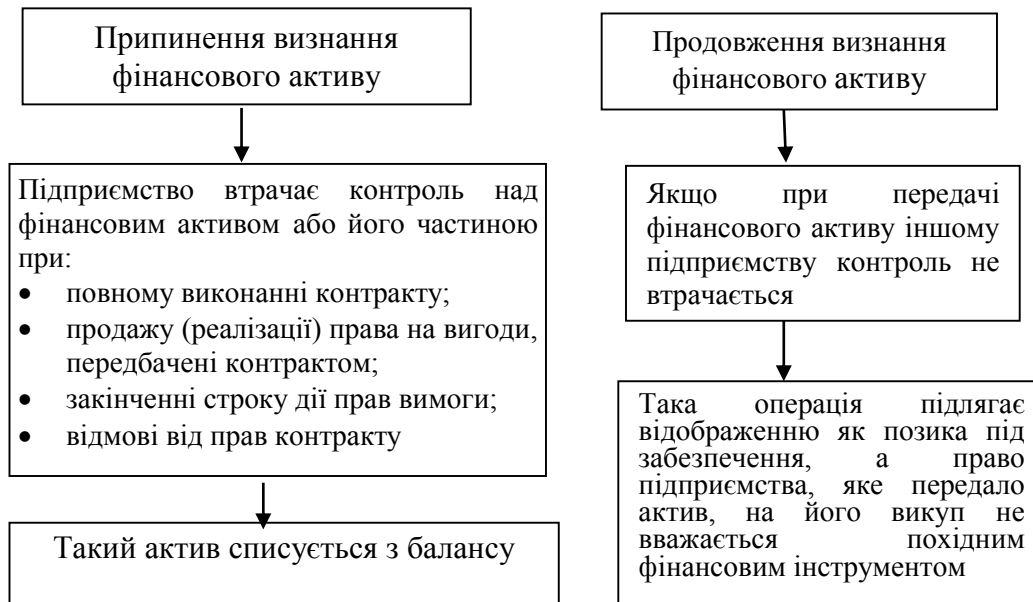 Припинення визнання
фінансового активу
Підприємство втрачає контроль над
фінансовим активом або його частиною
при:
• повному виконанні контракту;
• продажу (реалізації) права на вигоди,
передбачені контрактом;
• закінченні строку дії прав вимоги;
• відмові від прав контракту
Такий актив списується з балансу
Продовження визнання
фінансового активу
Якщо при передачі
фінансового активу іншому
підприємству контроль не
втрачається
Така операція підлягає
відображенню як позика під
забезпечення, а право
підприємства, яке передало
актив, на його викуп не
вважається похідним
фінансовим інструментом